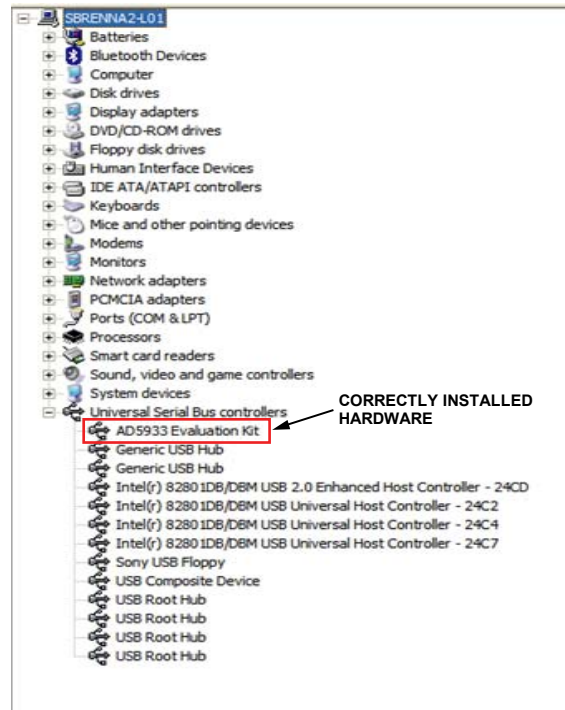 SBRENNA2-L01
Batteries
Bluetooth Devices
Computer
Disk drives
Display adapters
DVD/CD-ROM drives
Floppy disk drives
Human Interface Devices
IDE ATA/ATAPI controllers
Keyboards
Mice and other pointing devices
Modems
Monitors
Network adapters
PCMCIA adapters
Ports (COM & LPT)
Processors
Smart card readers
Sound, video and game controllers
System devices
Universal Serial Bus controllers
CORRECTLY INSTALLED
HARDWARE
AD5933 Evaluation Kit
Generic USB Hub
Generic USB Hub
Intel(r) 82801DB/DBM USB 2.0 Enhanced Host Controller - 24CD
Intel(r) 82801DB/DBM USB Universal Host Controller - 24C2
Intel(r) 82801DB/DBM USB Universal Host Controller - 24C4
Intel(r) 82801DB/DBM USB Universal Host Controller - 24C7
Sony USB Floppy
USB Composite Device
USB Root Hub
USB Root Hub
USB Root Hub
USB Root Hub